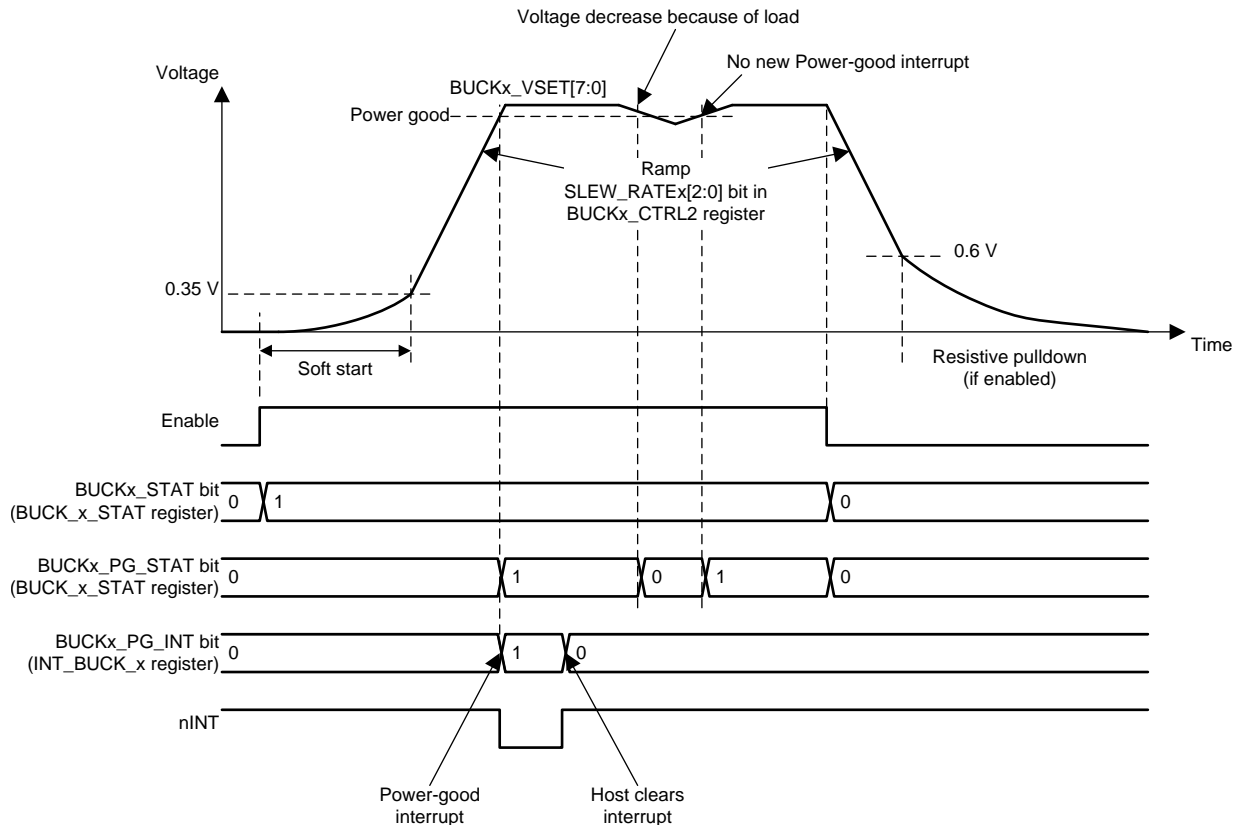 Voltage decrease because of load
No new Power-good interrupt
Voltage
BUCKx_VSET[7:0]
Power good
Ramp
SLEW_RATEx[2:0] bit in
BUCKx_CTRL2 register
0.6 V
0.35 V
Time
Soft start
Resistive pulldown
(if enabled)
Enable
BUCKx_STAT bit
(BUCK_x_STAT register)
0
1
0
BUCKx_PG_STAT bit
(BUCK_x_STAT register)
0
1
0
1
0
BUCKx_PG_INT bit
(INT_BUCK_x register)
0
1
0
nINT
Power-good
interrupt
Host clears
interrupt